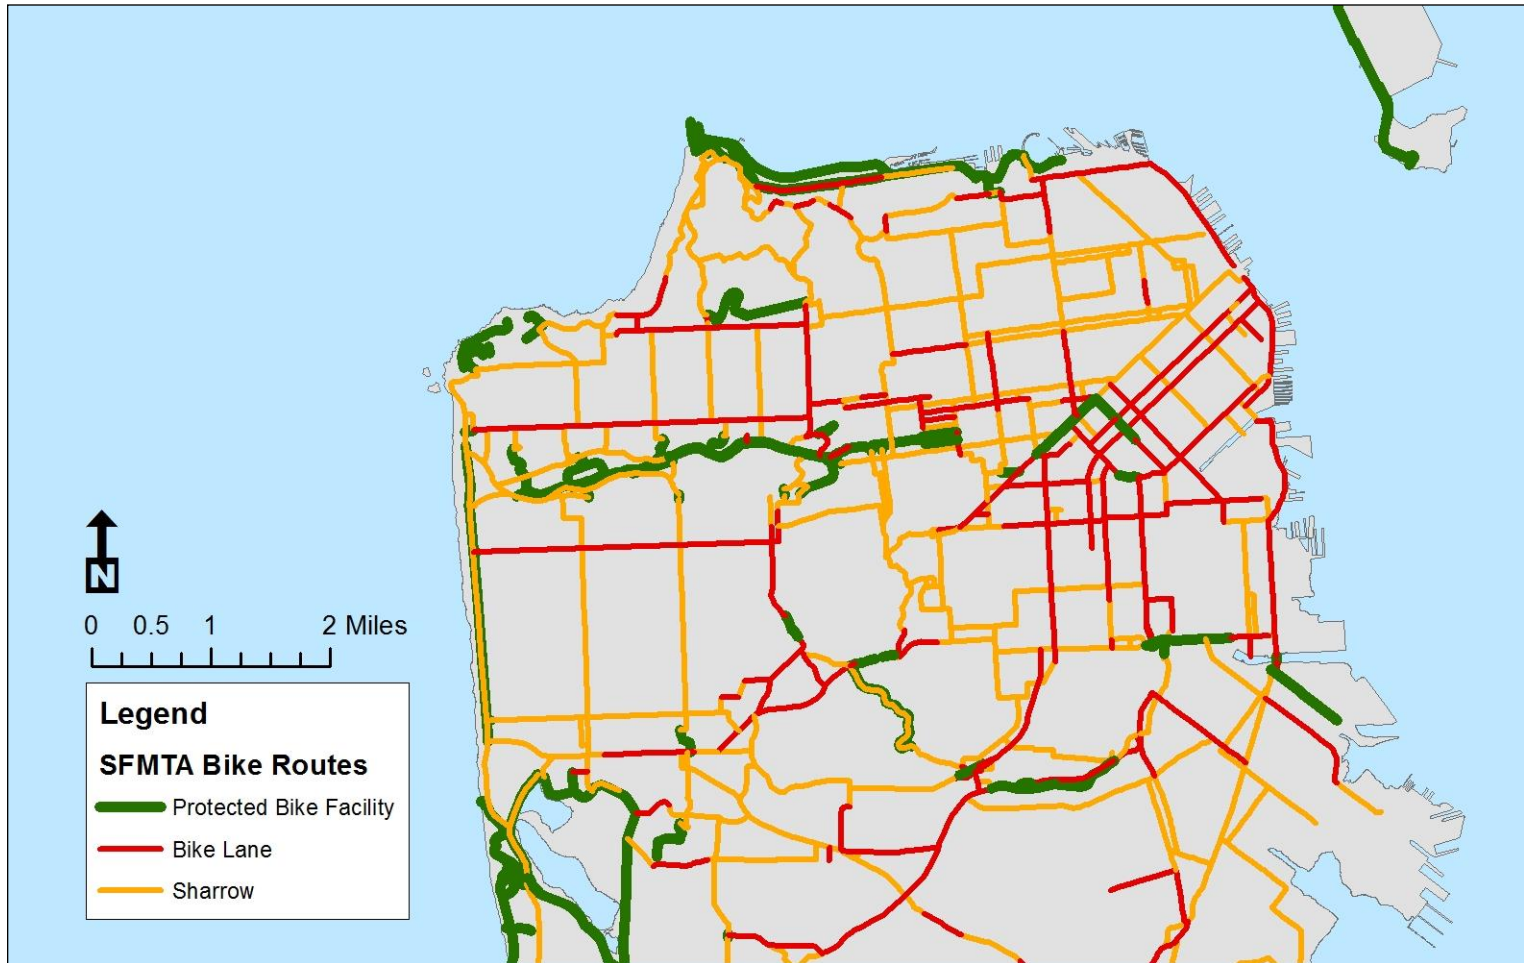 N
0 0.5 1 2 Miles
Legend
SFMTA Bike Routes
Protected Bike Facility
Bike Lane
Sharrow